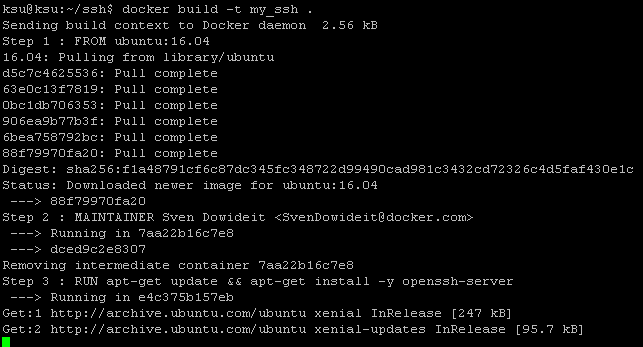 ksu@ksu:~/ssh$ docker build -t my_ssh .
Sending build context to Docker daemon  2.56 kB
Step 1 : FROM ubuntu:16.04
16.04: Pulling from library/ubuntu
d5c7c4625536: Pull complete
63e0c13f7819: Pull complete
0bc1db706353: Pull complete
906ea9b77b3f: Pull complete
6bea758792bc: Pull complete
88f79970fa20: Pull complete
Digest: sha256:f1a48791cf6c87dc345fc348722d99490cad981c3432cd72326c4d5faf430e1c
Status: Downloaded newer image for ubuntu:16.04
 ---> 88f79970fa20
Step 2 : MAINTAINER Sven Dowideit <SvenDowideit@docker.com>
 ---> Running in 7aa22b16c7e8
 ---> dced9c2e8307
Removing intermediate container 7aa22b16c7e8
Step 3 : RUN apt-get update && apt-get install -y openssh-server
 ---> Running in e4c375b157eb
Get:1 http://archive.ubuntu.com/ubuntu xenial InRelease [247 kB]
Get:2 http://archive.ubuntu.com/ubuntu xenial-updates InRelease [95.7 kB]